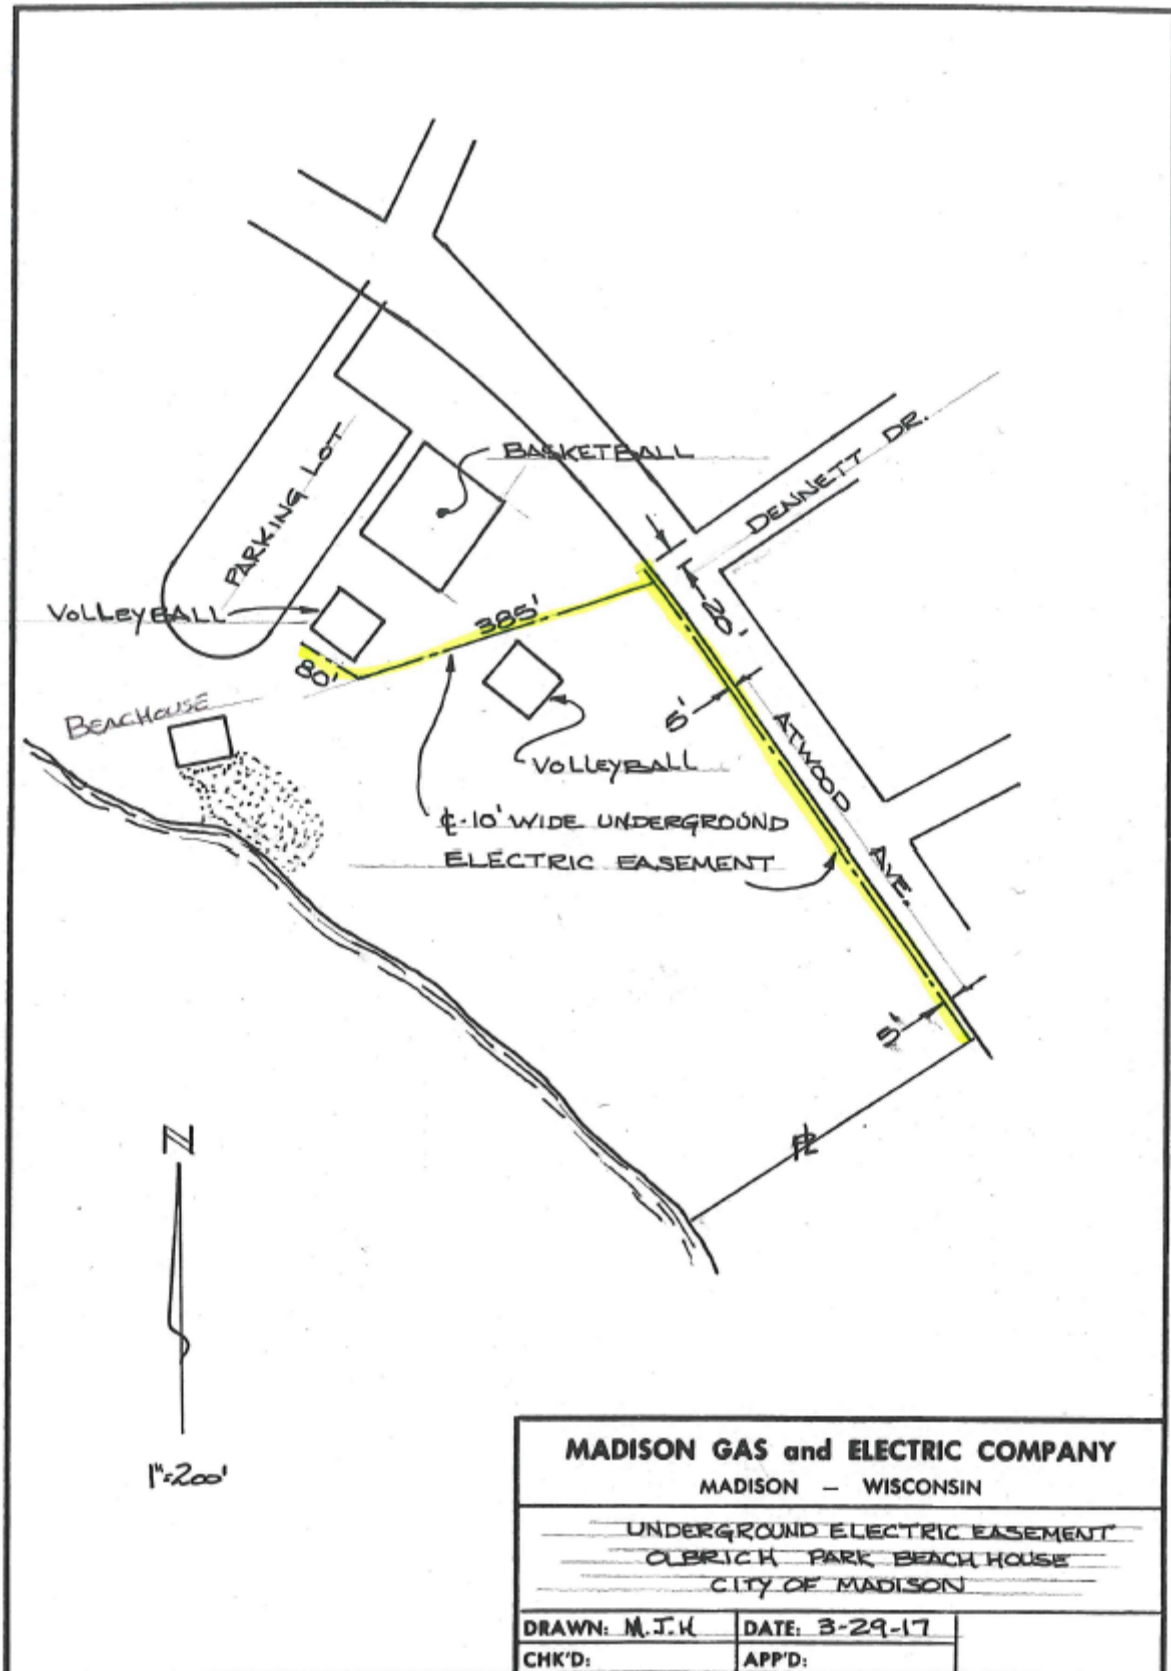 BASKETBALL
DENNETT DR.
PARKING LOT
VOLLEYBALL
385'
20'
80'
BEACHOUSE
5'
ATWOOD
AVE.
VOLLEYBALL
℄-10' WIDE UNDERGROUND
ELECTRIC EASEMENT
5'
PL
N
1"=200'
MADISON GAS and ELECTRIC COMPANY
MADISON — WISCONSIN
UNDERGROUND ELECTRIC EASEMENT
OLBRICH PARK BEACH HOUSE
CITY OF MADISON
DRAWN: M.J.H DATE: 3-29-17
CHK'D: APP'D: